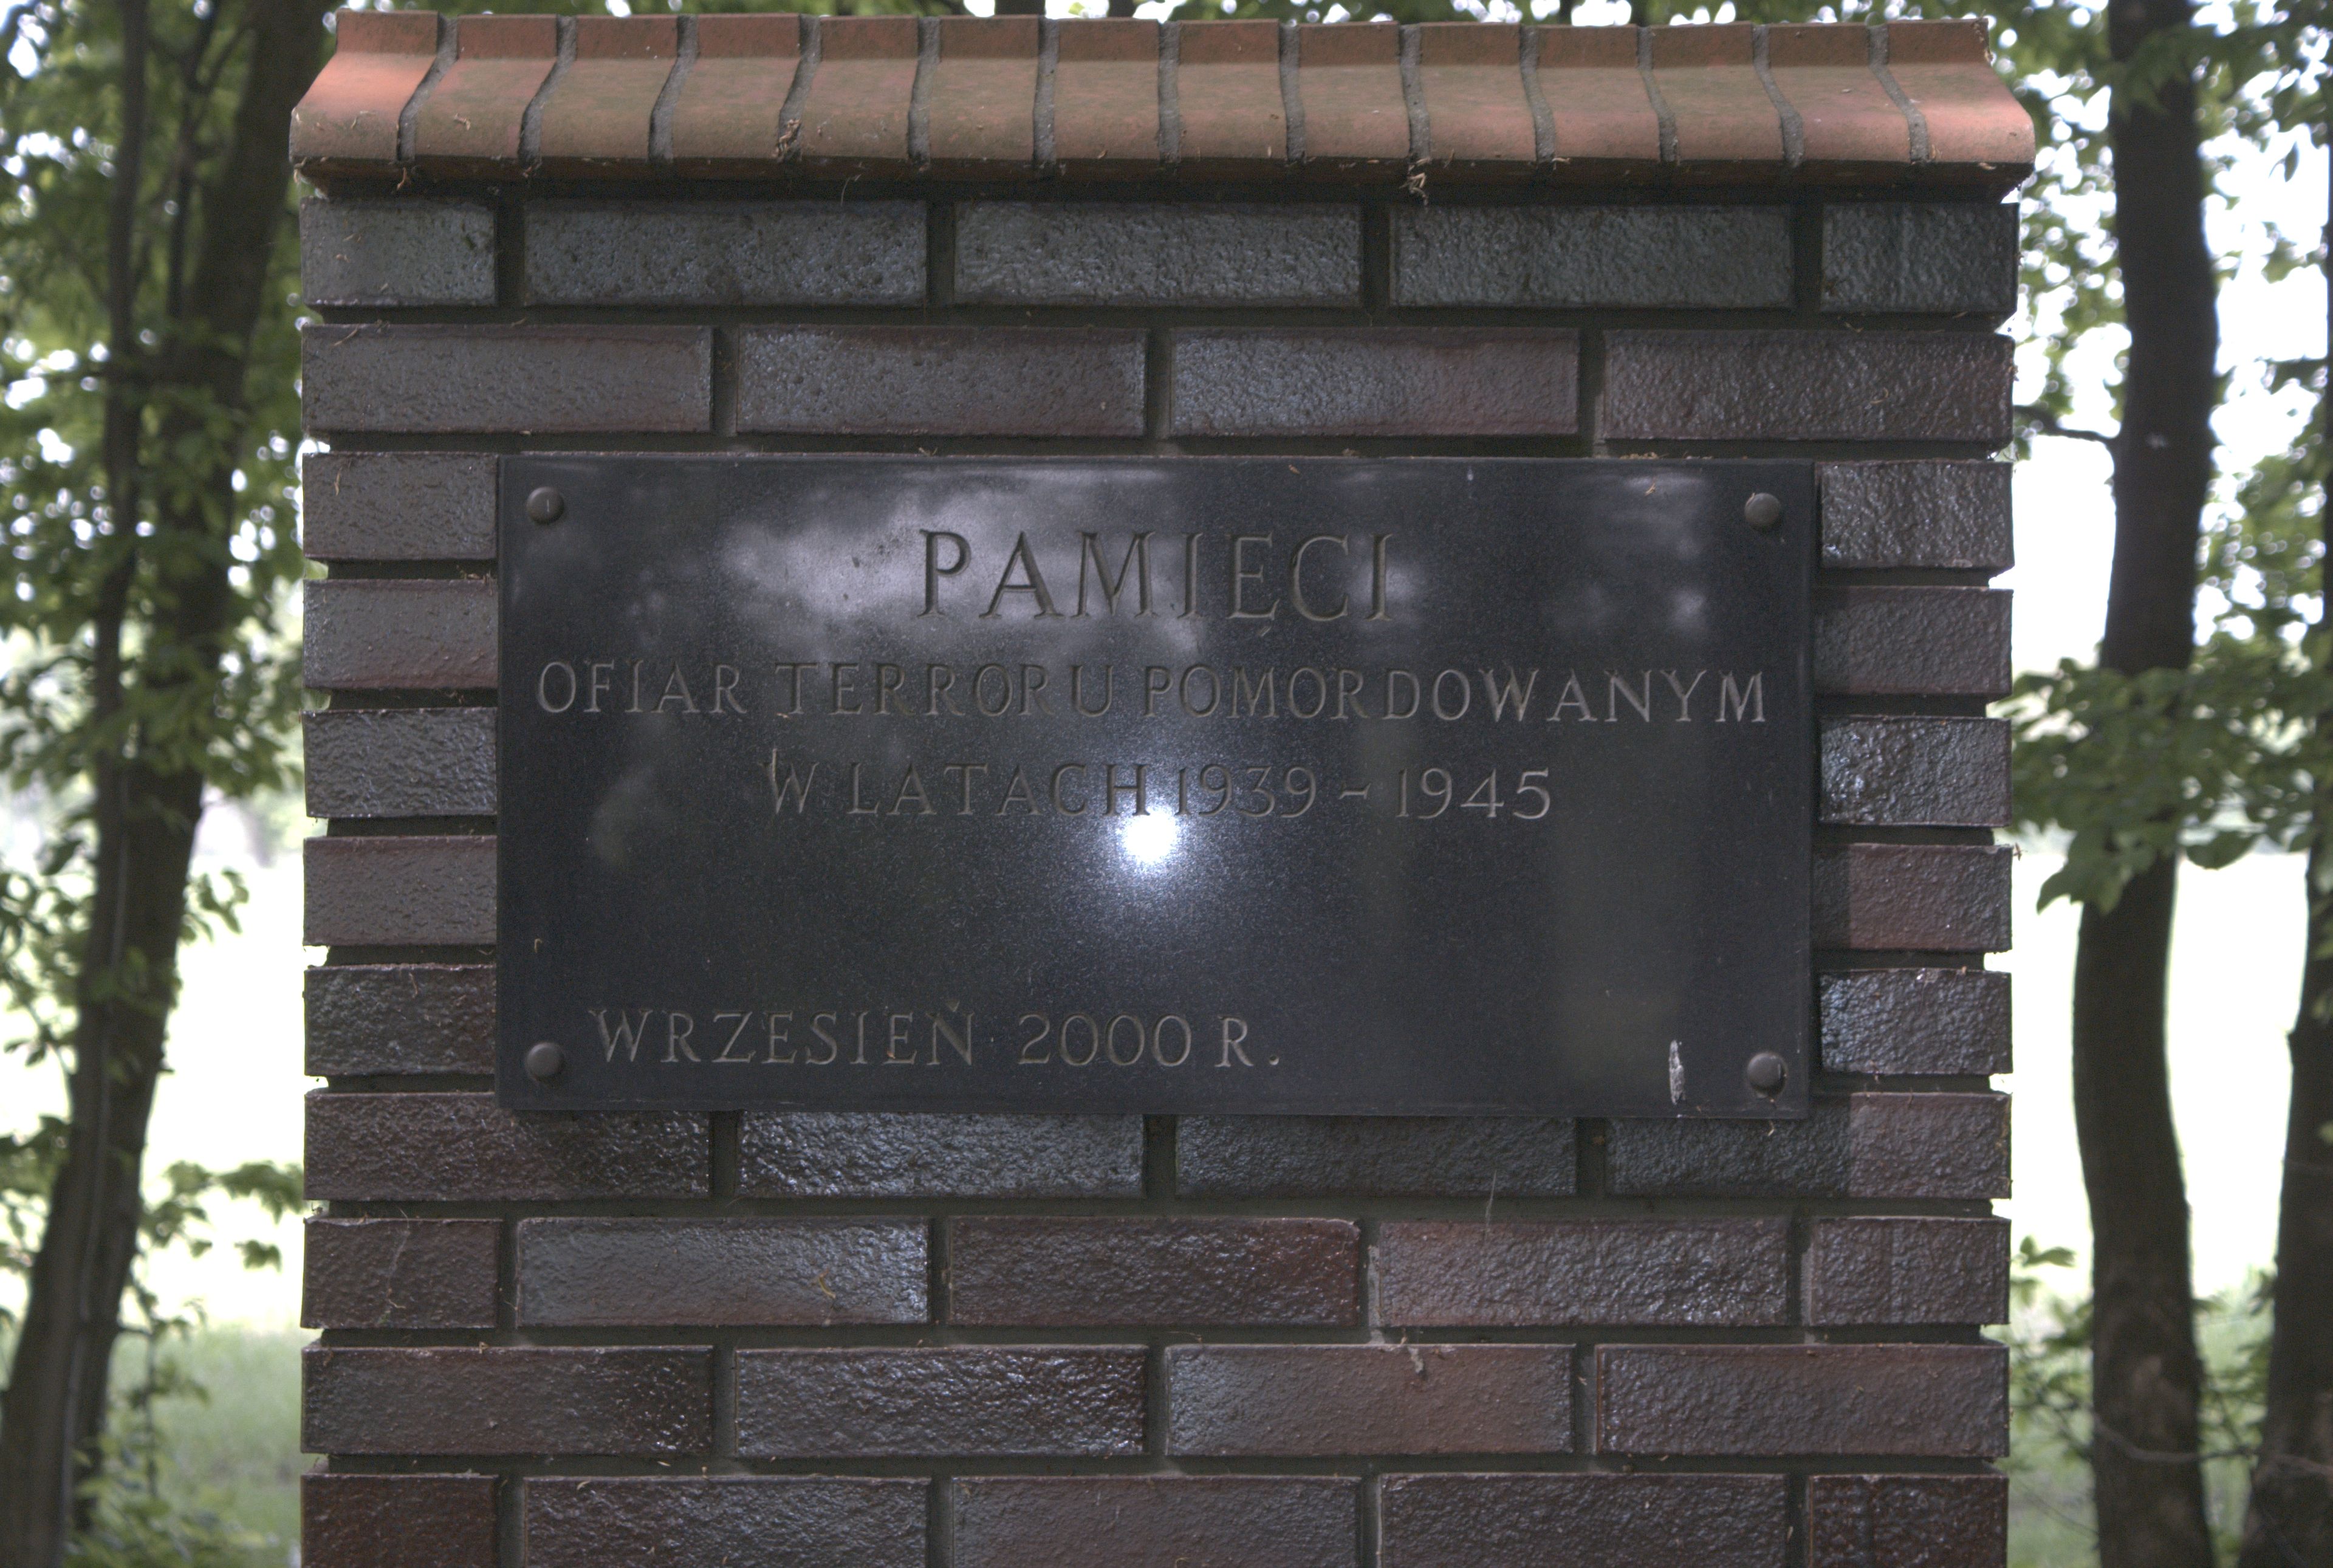 PAMIĘCI
OFIAR TERRORU POMORDOWANYM
W LATACH 1939 - 1945
WRZESIEŃ 2000 R.